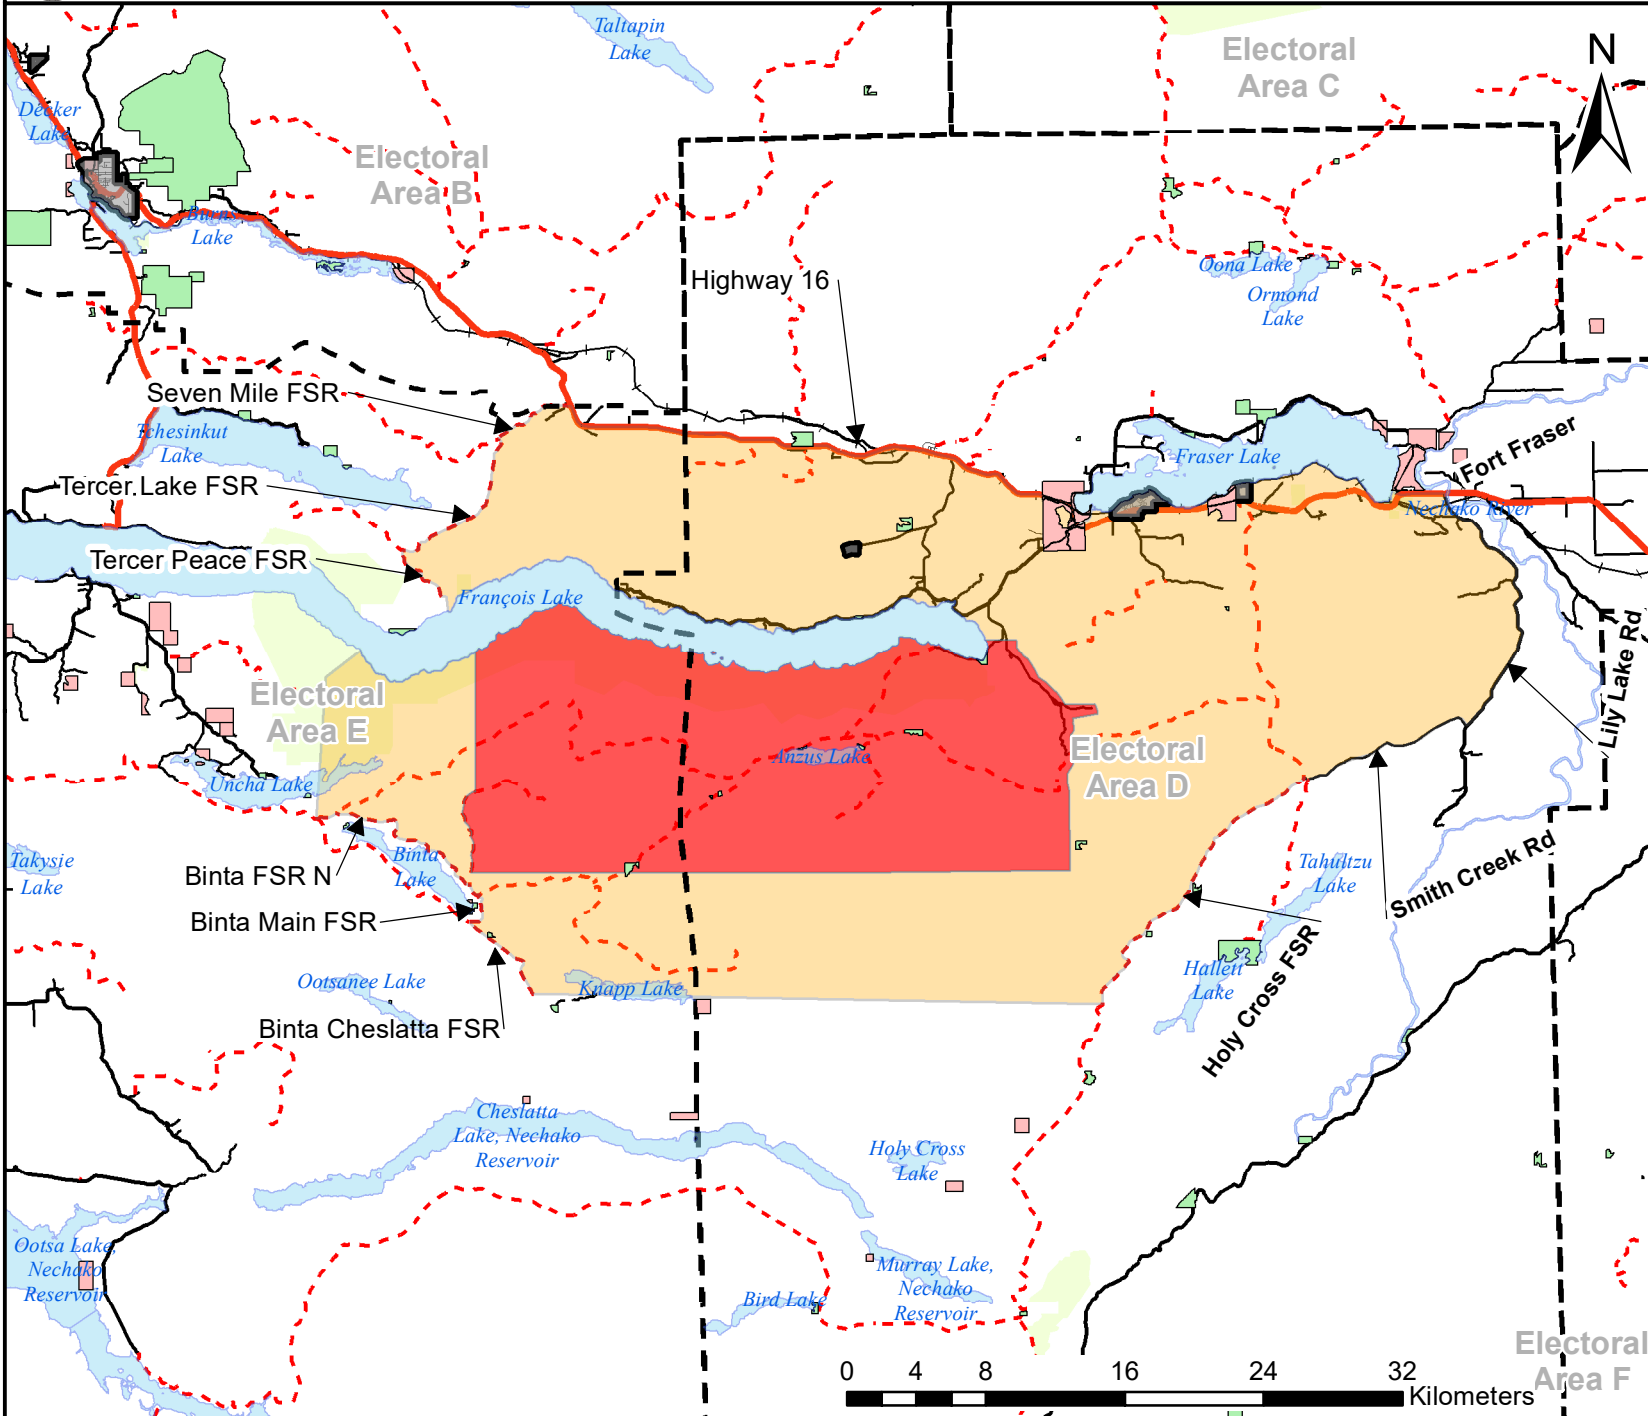 Taltapin
Lake
Electoral
Area C
N
Decker
Lake
Electoral
Area B
Burns
Lake
Oona Lake
Ormond
Lake
Highway 16
Seven Mile FSR
Tchesinkut
Lake
Fraser Lake
Fort Fraser
Tercer Lake FSR
Nechako River
Tercer Peace FSR
François Lake
Lily Lake Rd
Electoral
Area E
Anzus Lake
Electoral
Area D
Uncha Lake
Takysie
Lake
Binta
Lake
Binta FSR N
Tahultzu
Lake
Smith Creek Rd
Binta Main FSR
Hallett
Lake
Holy Cross FSR
Ootsanee Lake
Knapp Lake
Binta Cheslatta FSR
Cheslatta
Lake, Nechako
Reservoir
Holy Cross
Lake
Ootsa Lake,
Nechako
Reservoir
Murray Lake,
Nechako
Reservoir
Bird Lake
Electoral
Area F
0 4 8 16 24 32
Kilometers